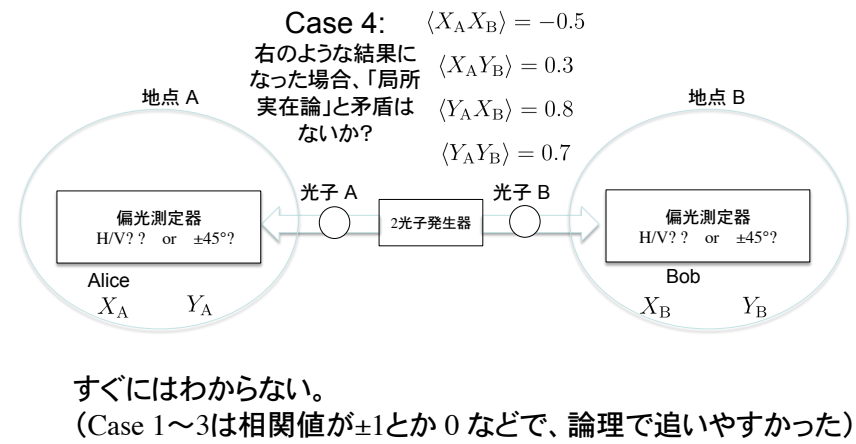 Case 4:
右のような結果に
なった場合、「局所
実在論」と矛盾は
ないか?
⟨X_A X_B⟩ = −0.5
⟨X_A Y_B⟩ = 0.3
⟨Y_A X_B⟩ = 0.8
⟨Y_A Y_B⟩ = 0.7
地点 A
地点 B
光子 A
光子 B
偏光測定器
H/V? ? or ±45°?
2光子発生器
偏光測定器
H/V? ? or ±45°?
Alice
X_A Y_A
Bob
X_B Y_B
すぐにはわからない。
(Case 1〜3は相関値が±1とか 0 などで、論理で追いやすかった)